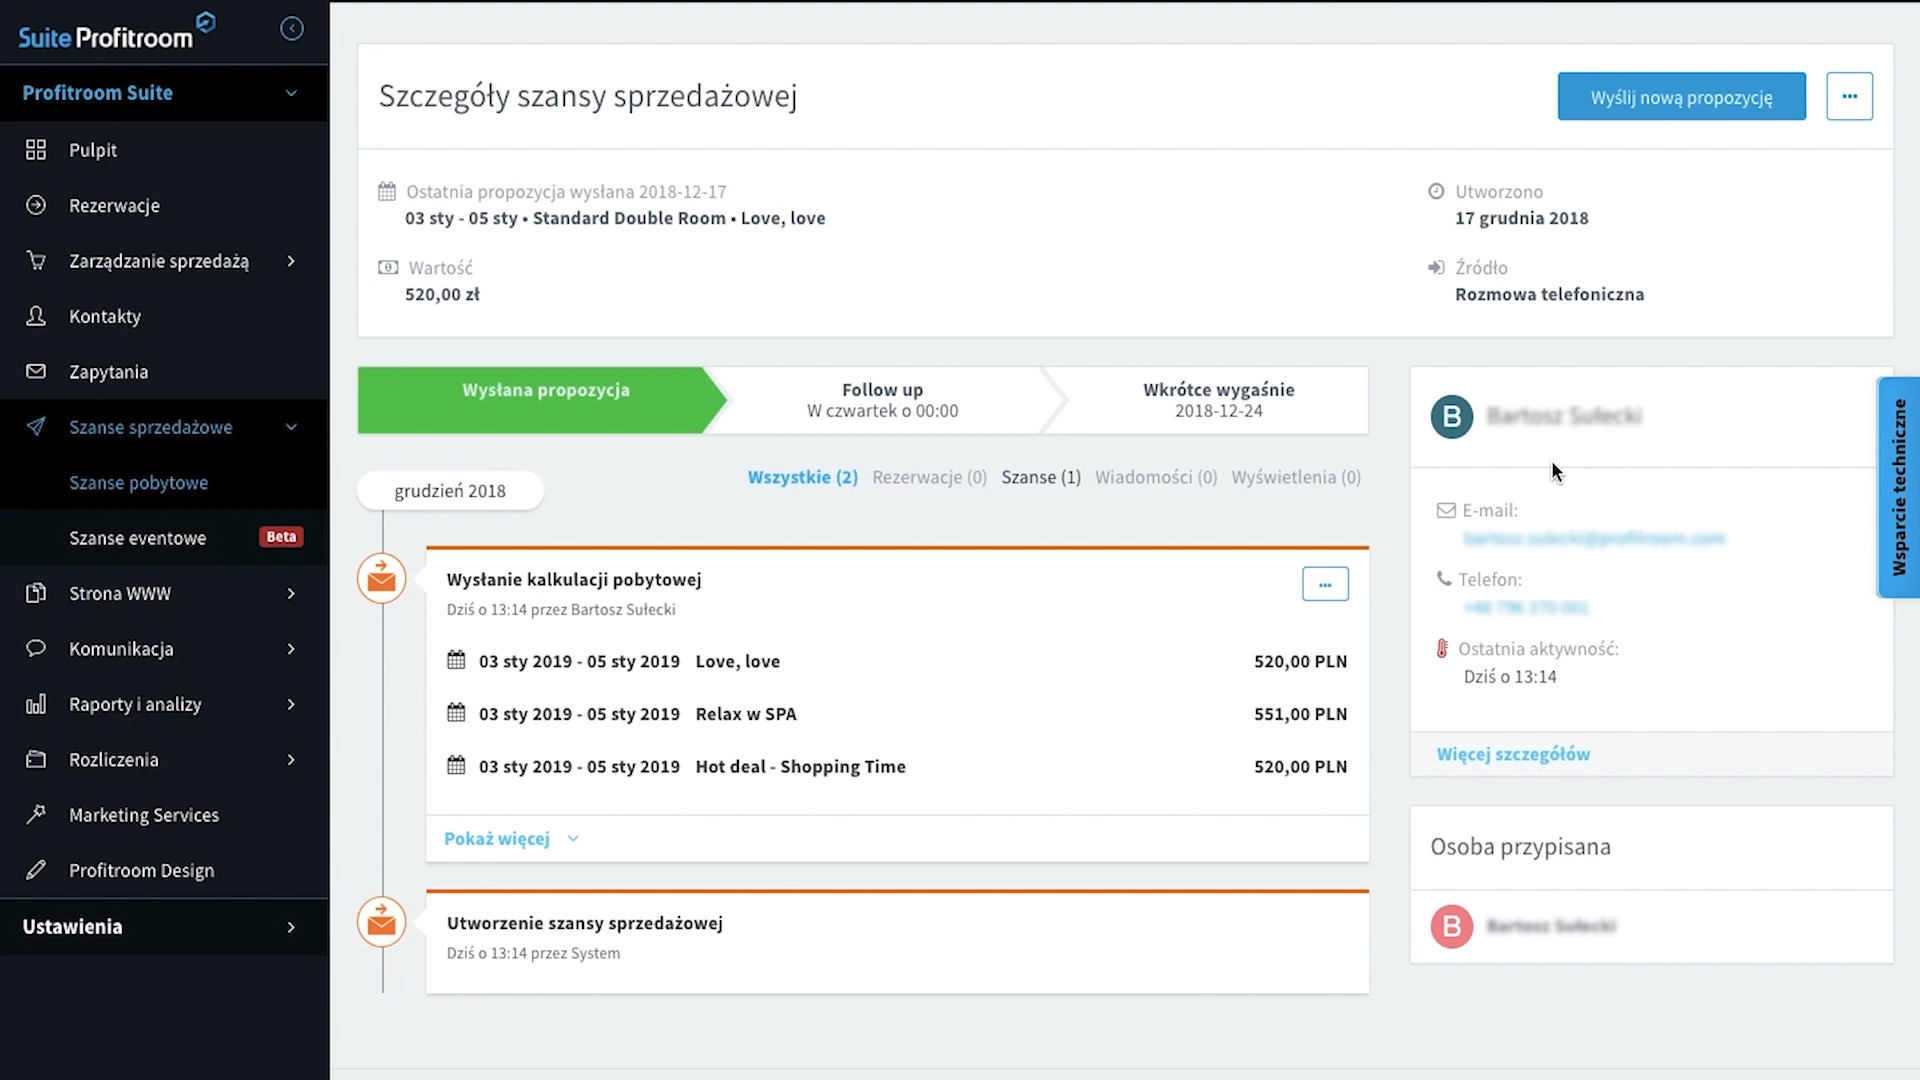 Suite Profitroom
Profitroom Suite
Pulpit
Rezerwacje
Zarządzanie sprzedażą
Kontakty
Zapytania
Szanse sprzedażowe
Szanse pobytowe
Szanse eventowe Beta
Strona WWW
Komunikacja
Raporty i analizy
Rozliczenia
Marketing Services
Profitroom Design
Ustawienia
Szczegóły szansy sprzedażowej
Wyślij nową propozycję
...
Ostatnia propozycja wysłana 2018-12-17
03 sty - 05 sty • Standard Double Room • Love, love
Wartość
520,00 zł
Utworzono
17 grudnia 2018
Źródło
Rozmowa telefoniczna
Wysłana propozycja
Follow up
W czwartek o 00:00
Wkrótce wygaśnie
2018-12-24
Wszystkie (2) Rezerwacje (0) Szanse (1) Wiadomości (0) Wyświetlenia (0)
grudzień 2018
Wysłanie kalkulacji pobytowej
...
Dziś o 13:14 przez Bartosz Sułecki
03 sty 2019 - 05 sty 2019 Love, love 520,00 PLN
03 sty 2019 - 05 sty 2019 Relax w SPA 551,00 PLN
03 sty 2019 - 05 sty 2019 Hot deal - Shopping Time 520,00 PLN
Pokaż więcej
Utworzenie szansy sprzedażowej
Dziś o 13:14 przez System
B
E-mail:
Telefon:
Ostatnia aktywność:
Dziś o 13:14
Więcej szczegółów
Osoba przypisana
B
Wsparcie techniczne